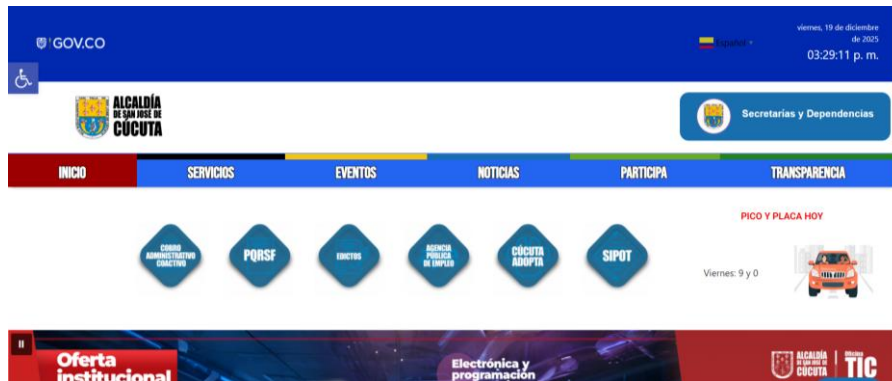 GOV.CO
Español
viernes, 19 de diciembre
de 2025
03:29:11 p. m.
ALCALDÍA
DE SAN JOSÉ DE
CÚCUTA
Secretarías y Dependencias
INICIO
SERVICIOS
EVENTOS
NOTICIAS
PARTICIPA
TRANSPARENCIA
COBRO
ADMINISTRATIVO
COACTIVO
PQRSF
EDICTOS
AGENCIA
PÚBLICA
DE EMPLEO
CÚCUTA
ADOPTA
SIPOT
PICO Y PLACA HOY
Viernes: 9 y 0
Oferta
institucional
Electrónica y
programación
ALCALDÍA
DE SAN JOSÉ DE
CÚCUTA
Oficina
TIC